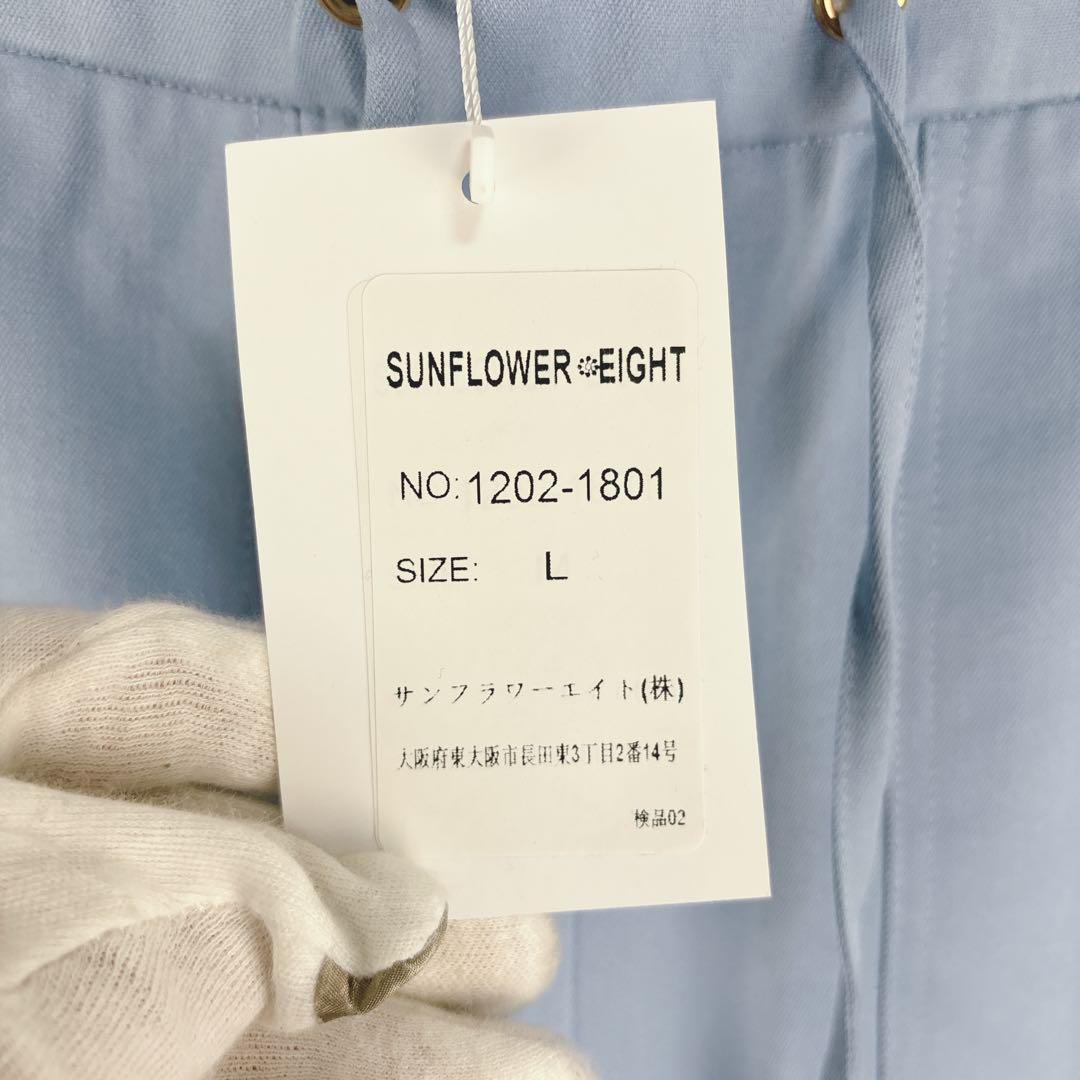 SUNFLOWER EIGHT
NO: 1202-1801
SIZE: L
サンフラワーエイト(株)
大阪府東大阪市長田東3丁目2番14号
検品02